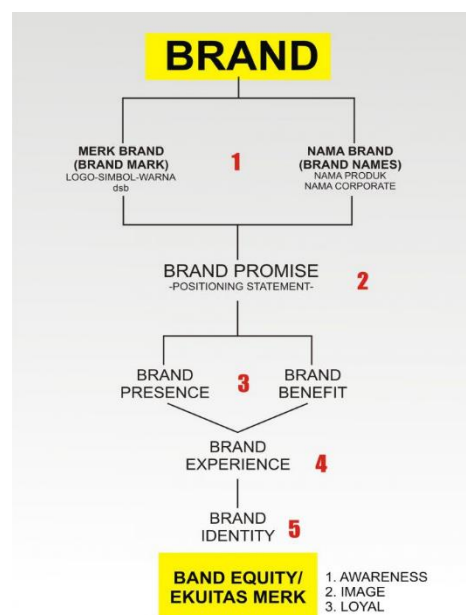 BRAND
MERK BRAND
(BRAND MARK)
LOGO-SIMBOL-WARNA
dsb
1
NAMA BRAND
(BRAND NAMES)
NAMA PRODUK
NAMA CORPORATE
BRAND PROMISE
-POSITIONING STATEMENT-
2
BRAND
PRESENCE
3
BRAND
BENEFIT
BRAND
EXPERIENCE
4
BRAND
IDENTITY
5
BAND EQUITY/
EKUITAS MERK
1. AWARENESS
2. IMAGE
3. LOYAL